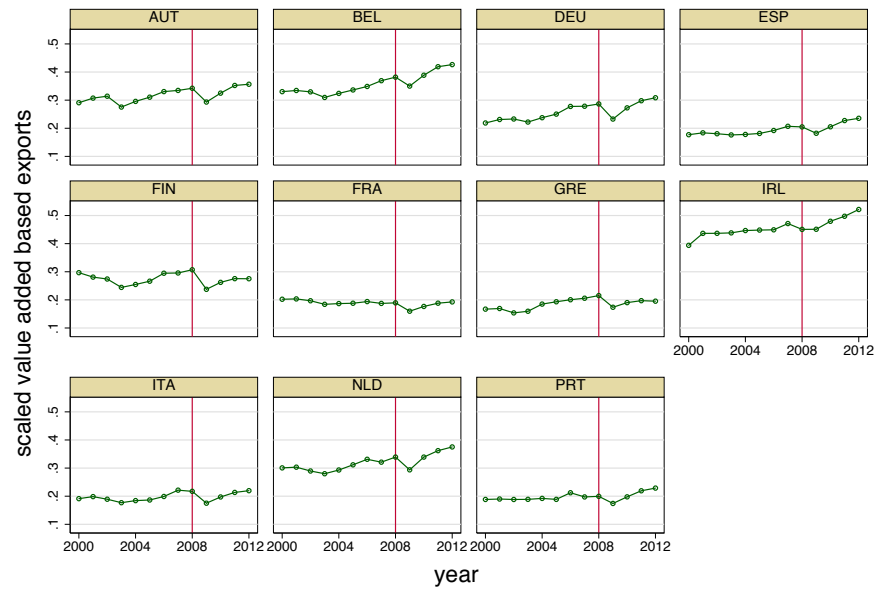 scaled value added based exports
AUT BEL DEU ESP
.5
.4
.3
.2
.1
FIN FRA GRE IRL
.5
.4
.3
.2
.1
2000 2004 2008 2012
ITA NLD PRT
.5
.4
.3
.2
.1
2000 2004 2008 2012 2000 2004 2008 2012 2000 2004 2008 2012
year